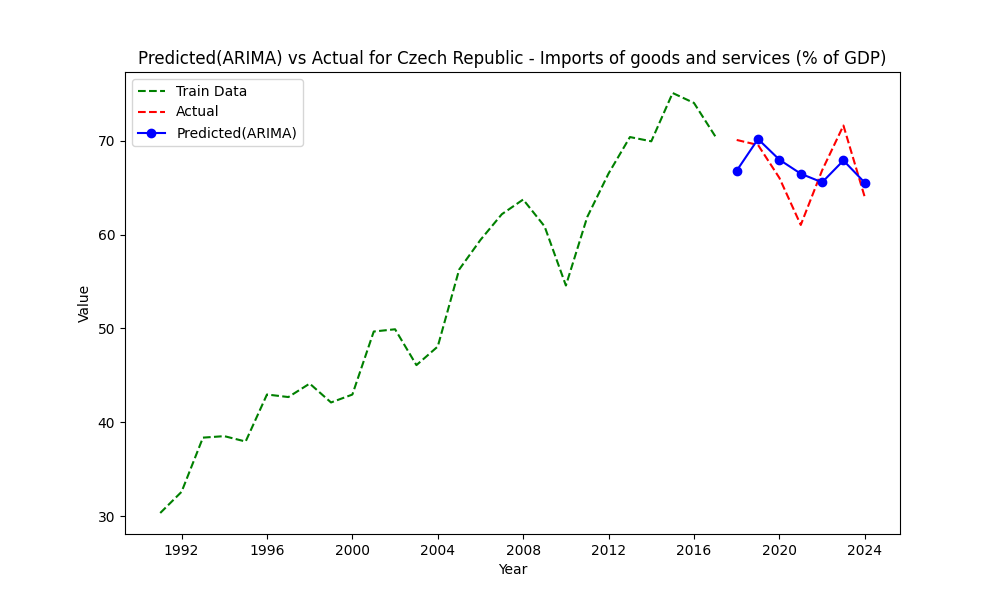 Predicted(ARIMA) vs Actual for Czech Republic - Imports of goods and services (% of GDP)
Train Data
Actual
Predicted(ARIMA)
Value
70
60
50
40
30
1992 1996 2000 2004 2008 2012 2016 2020 2024
Year